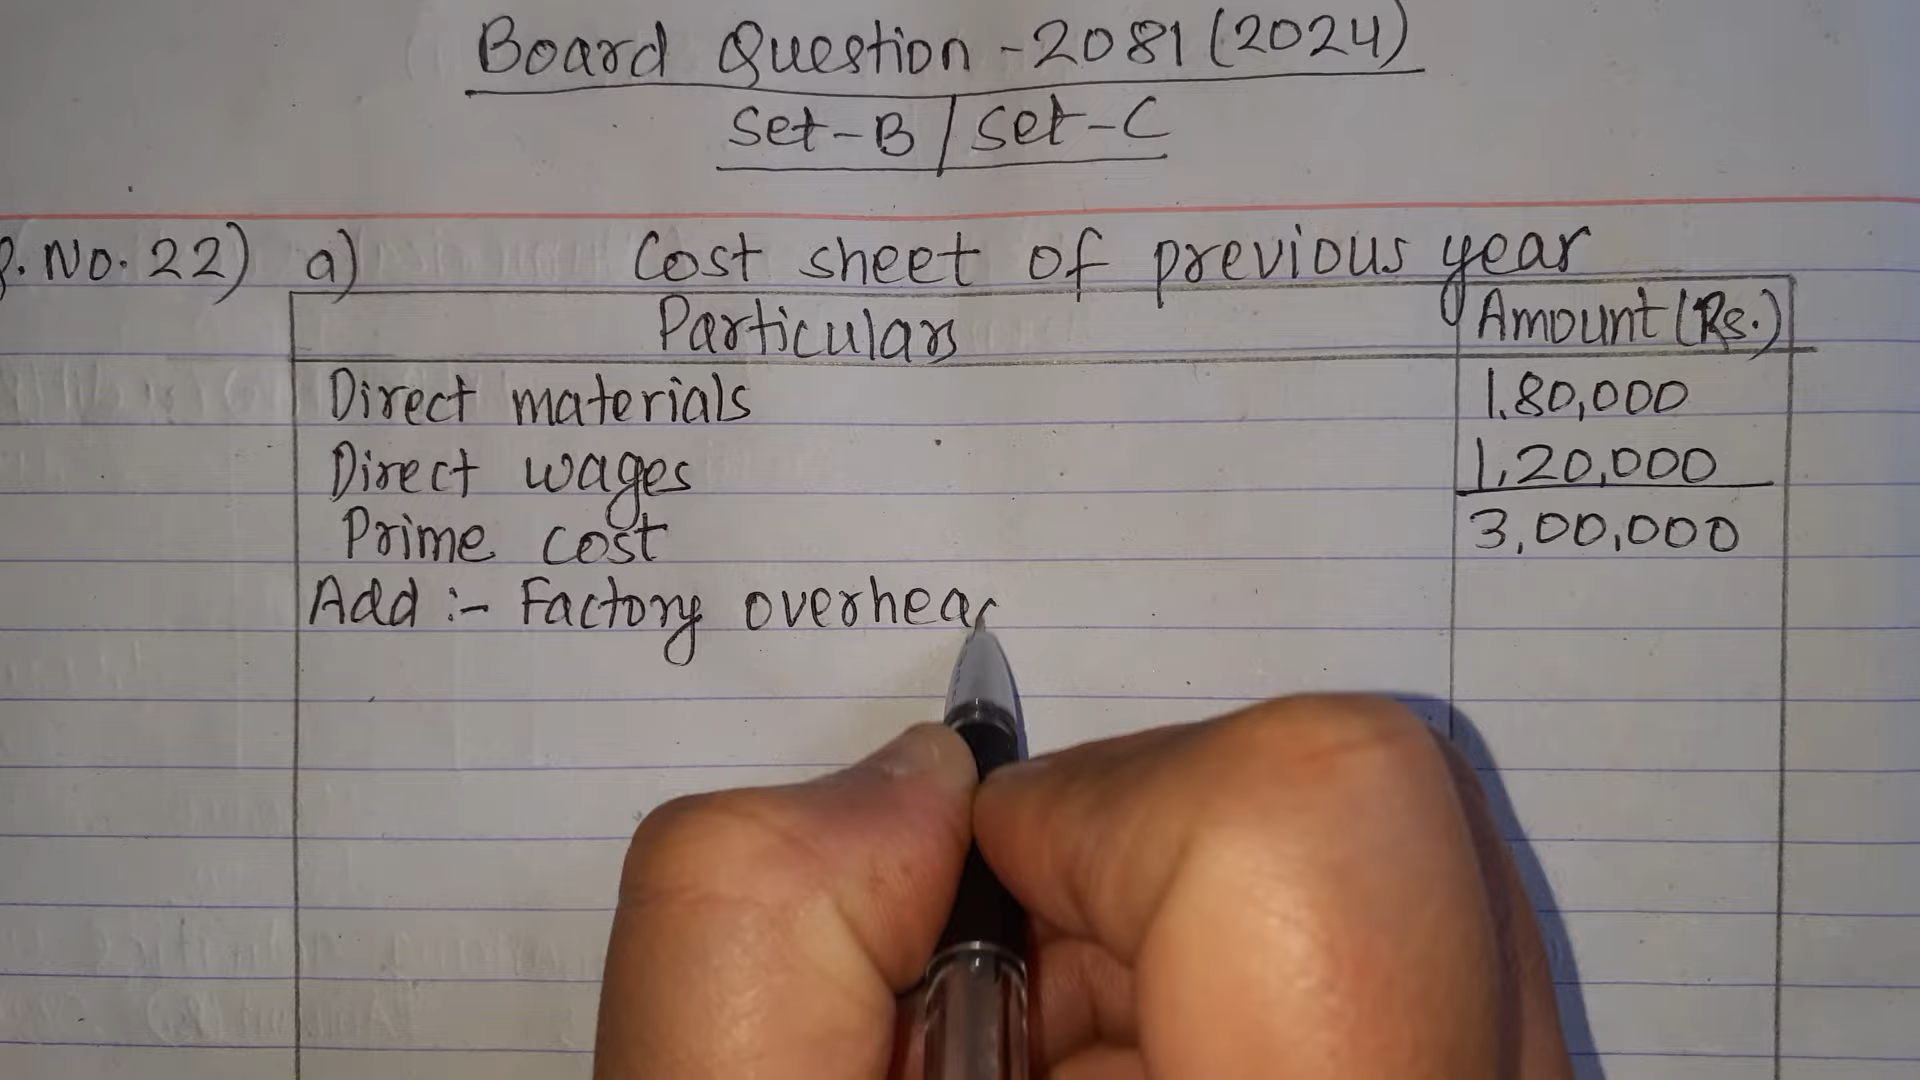 Board Question - 2081 (2024)
Set-B / Set-C
Q. No. 22) a) Cost sheet of previous year
Particulars Amount (Rs.)
Direct materials 1,80,000
Direct wages 1,20,000
Prime cost 3,00,000
Add :- Factory overhea